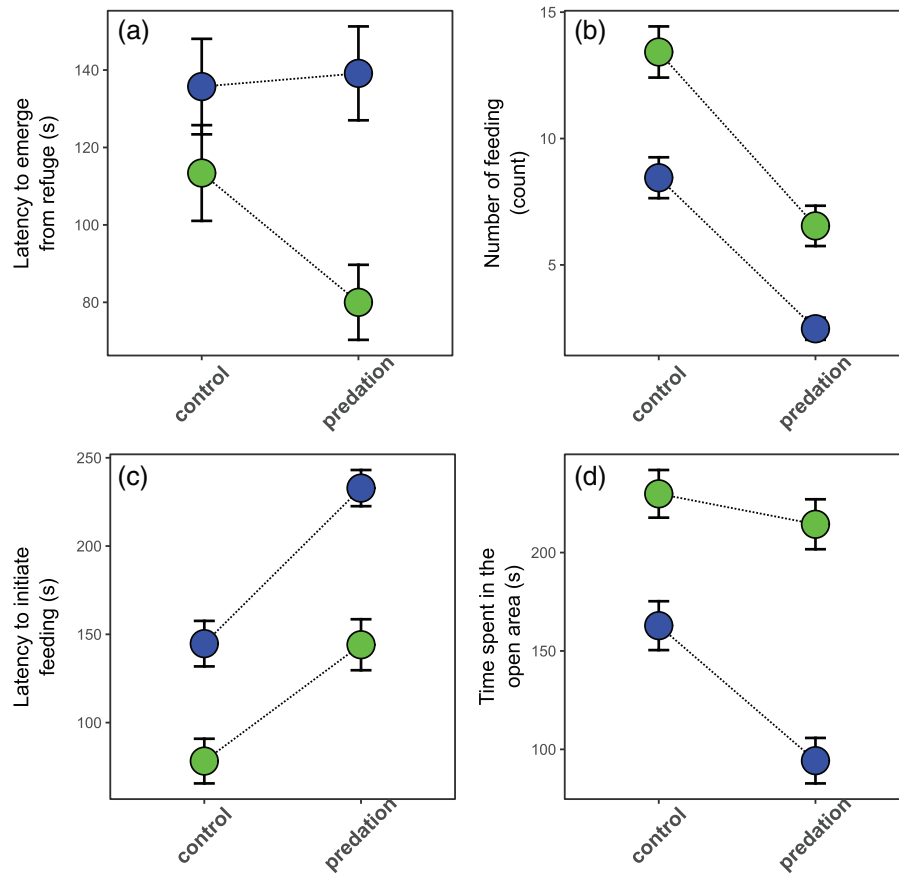 (a)
Latency to emerge
from refuge (s)
140
120
100
80
control
predation
(b)
Number of feeding
(count)
15
10
5
control
predation
(c)
Latency to initiate
feeding (s)
250
200
150
100
control
predation
(d)
Time spent in the
open area (s)
200
150
100
control
predation